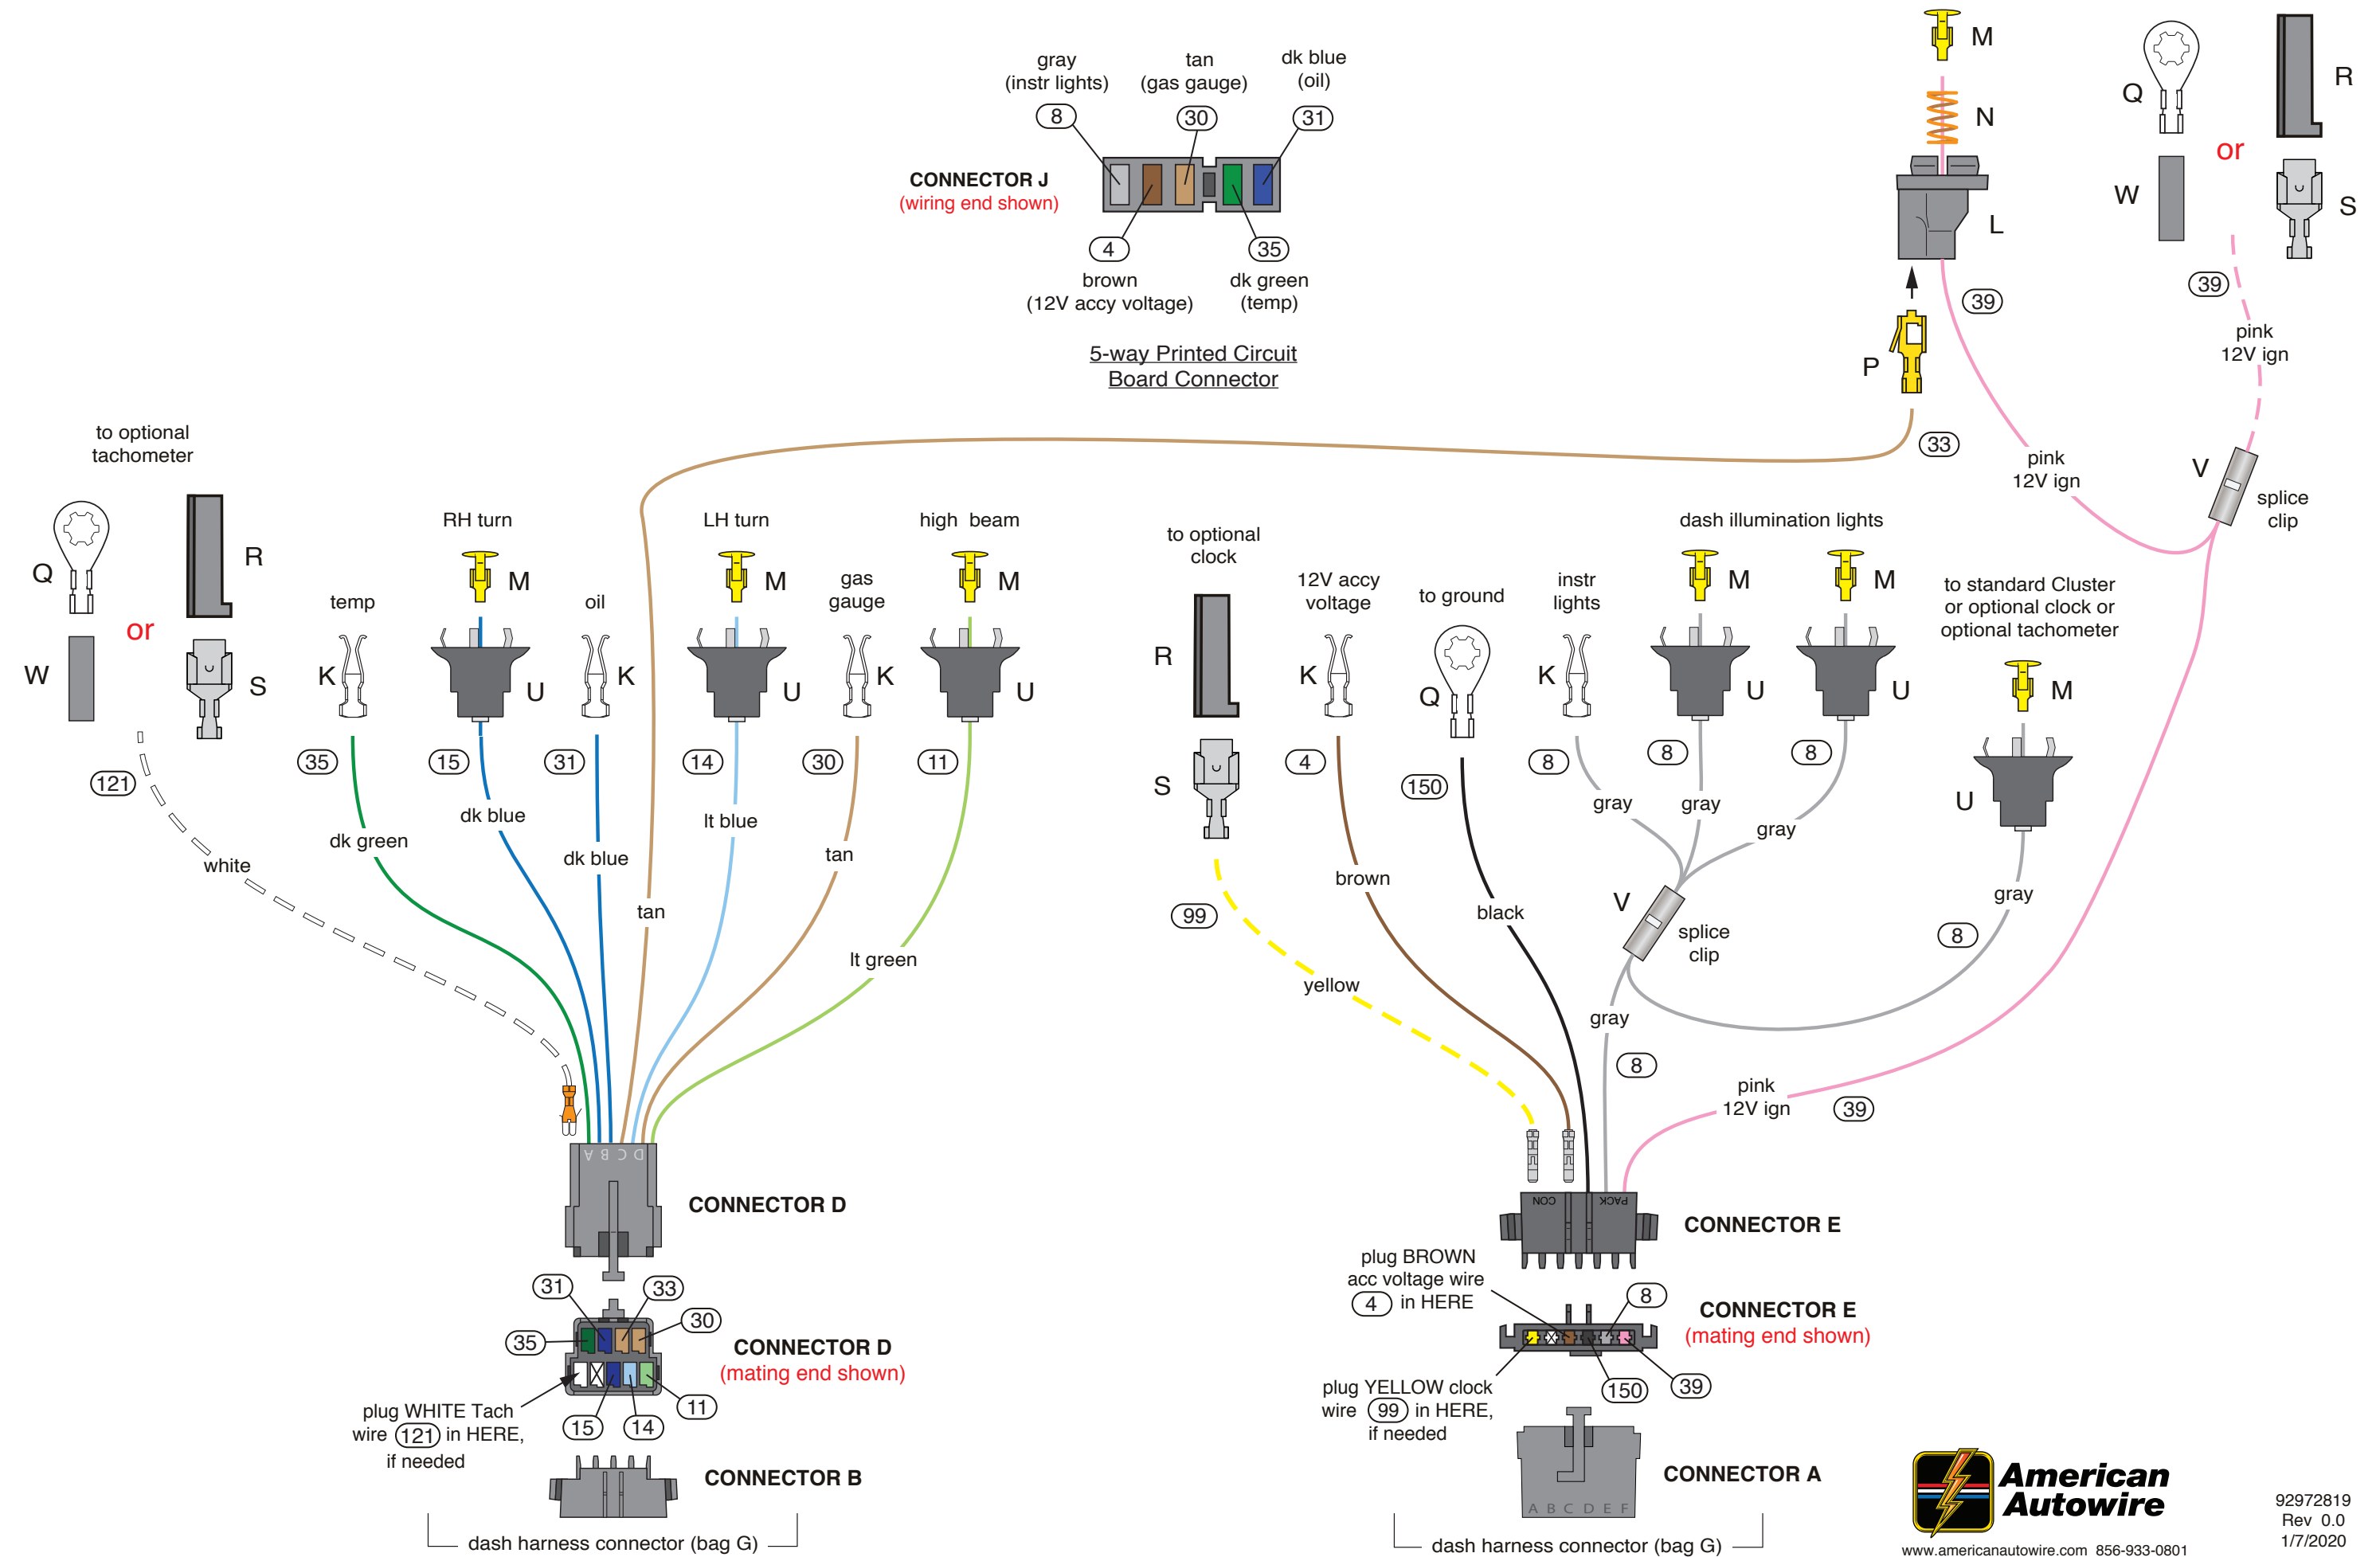 gray
(instr lights)
8
tan
(gas gauge)
30
dk blue
(oil)
31
CONNECTOR J
(wiring end shown)
4
brown
(12V accy voltage)
35
dk green
(temp)
5-way Printed Circuit
Board Connector
M
N
L
P
39
33
pink
12V ign
Q
W
or
R
S
39
pink
12V ign
V
splice
clip
to optional
tachometer
Q
W
or
R
S
121
white
temp
K
35
dk green
RH turn
M
U
15
dk blue
oil
K
31
dk blue
tan
LH turn
M
U
14
lt blue
gas
gauge
K
30
tan
high beam
M
U
11
lt green
to optional
clock
R
S
99
yellow
12V accy
voltage
K
4
brown
to ground
Q
150
black
instr
lights
K
8
gray
dash illumination lights
M
U
8
gray
M
U
8
gray
to standard Cluster
or optional clock or
optional tachometer
M
U
gray
8
V
splice
clip
gray
8
pink
12V ign
39
A B C D
CONNECTOR D
31
33
30
35
CONNECTOR D
(mating end shown)
11
15
14
plug WHITE Tach
wire 121 in HERE,
if needed
CONNECTOR B
dash harness connector (bag G)
CON
PACK
CONNECTOR E
plug BROWN
acc voltage wire
4 in HERE
8
CONNECTOR E
(mating end shown)
150
39
plug YELLOW clock
wire 99 in HERE,
if needed
CONNECTOR A
A B C D E F
dash harness connector (bag G)
American
Autowire
www.americanautowire.com 856-933-0801
92972819
Rev 0.0
1/7/2020